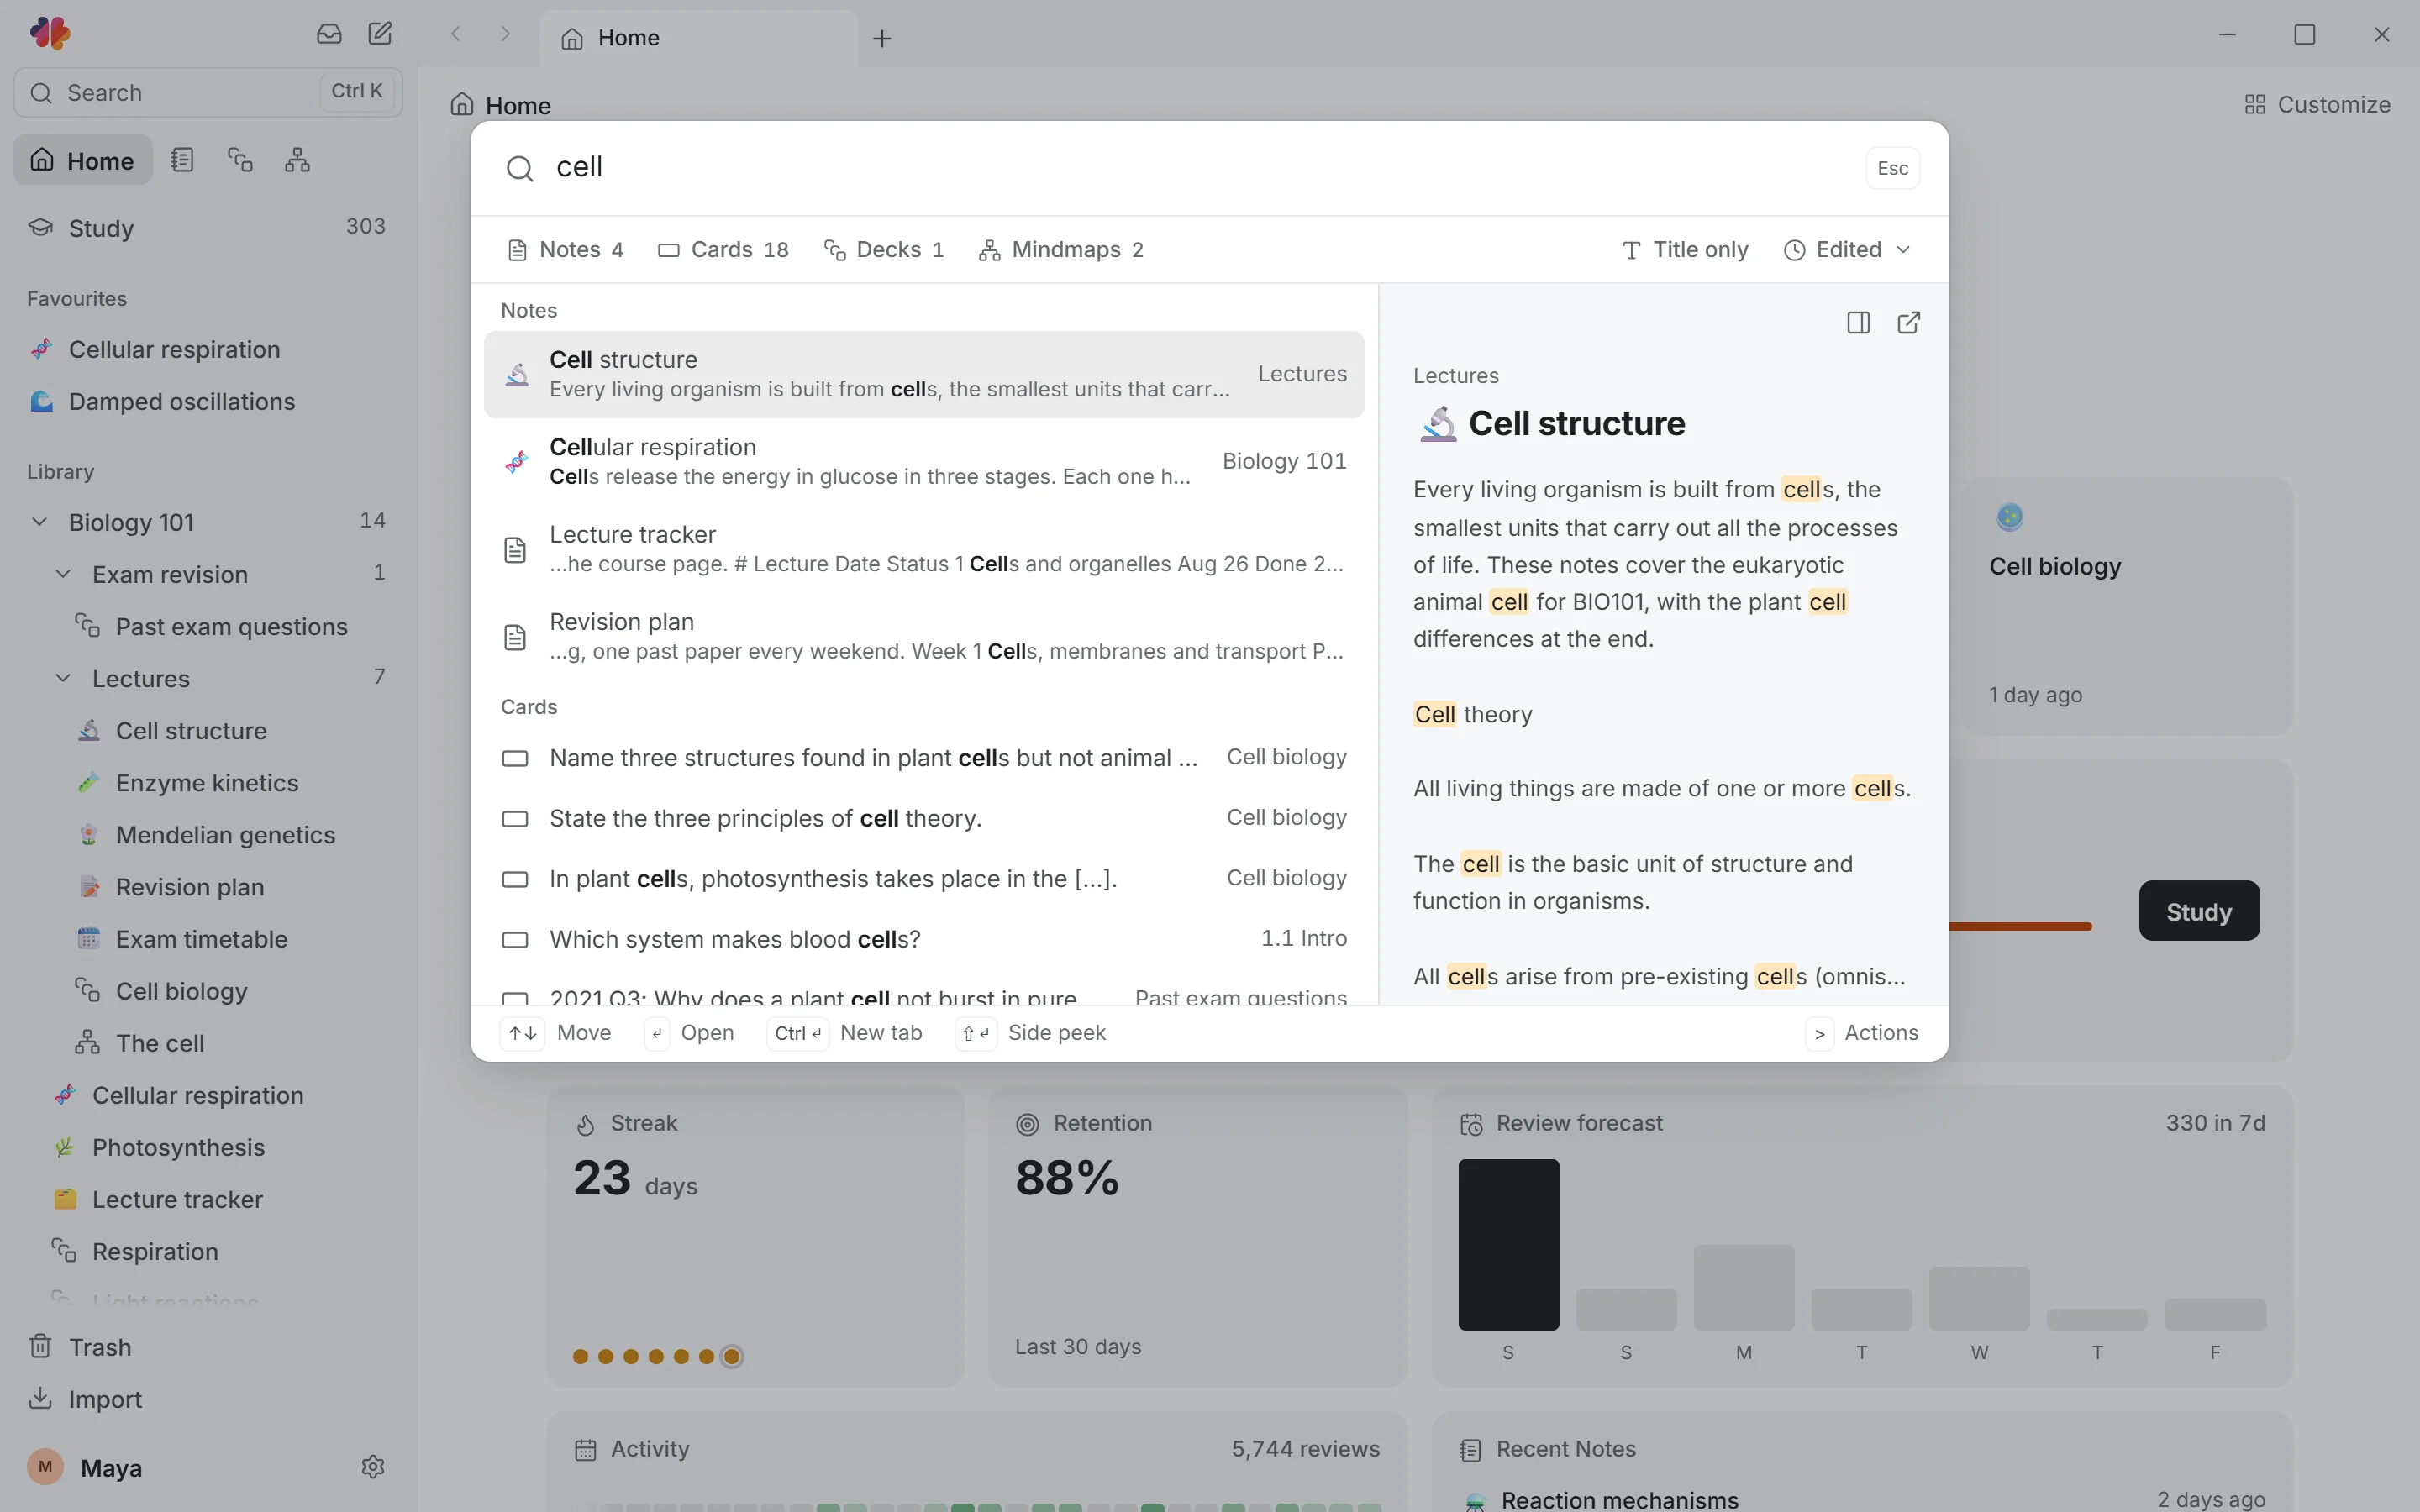 Search
Ctrl K
Home
Study 303
Favourites
Cellular respiration
Damped oscillations
Library
Biology 101 14
Exam revision 1
Past exam questions
Lectures 7
Cell structure
Enzyme kinetics
Mendelian genetics
Revision plan
Exam timetable
Cell biology
The cell
Cellular respiration
Photosynthesis
Lecture tracker
Respiration
Trash
Import
M Maya
Home
Home
Customize
cell
Esc
Notes 4
Cards 18
Decks 1
Mindmaps 2
Title only
Edited
Notes
Cell structure
Every living organism is built from cells, the smallest units that carr...
Lectures
Cellular respiration
Cells release the energy in glucose in three stages. Each one h...
Biology 101
Lecture tracker
...he course page. # Lecture Date Status 1 Cells and organelles Aug 26 Done 2...
Revision plan
...g, one past paper every weekend. Week 1 Cells, membranes and transport P...
Cards
Name three structures found in plant cells but not animal ... Cell biology
State the three principles of cell theory. Cell biology
In plant cells, photosynthesis takes place in the [...]. Cell biology
Which system makes blood cells? 1.1 Intro
2021 Q3: Why does a plant cell not burst in pure Past exam questions
Lectures
Cell structure
Every living organism is built from cells, the
smallest units that carry out all the processes
of life. These notes cover the eukaryotic
animal cell for BIO101, with the plant cell
differences at the end.
Cell theory
All living things are made of one or more cells.
The cell is the basic unit of structure and
function in organisms.
All cells arise from pre-existing cells (omnis...
↑↓ Move
↵ Open
Ctrl ↵ New tab
⇧ ↵ Side peek
> Actions
Cell biology
1 day ago
Study
Streak
23 days
Retention
88%
Last 30 days
Review forecast 330 in 7d
S S M T W T F
Activity 5,744 reviews
Recent Notes
Reaction mechanisms 2 days ago